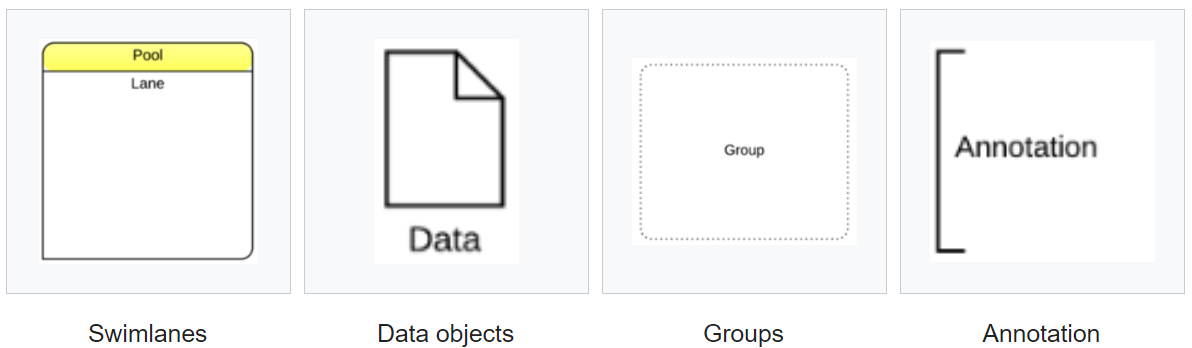 Pool
Lane
Data
Group
Annotation
Swimlanes
Data objects
Groups
Annotation